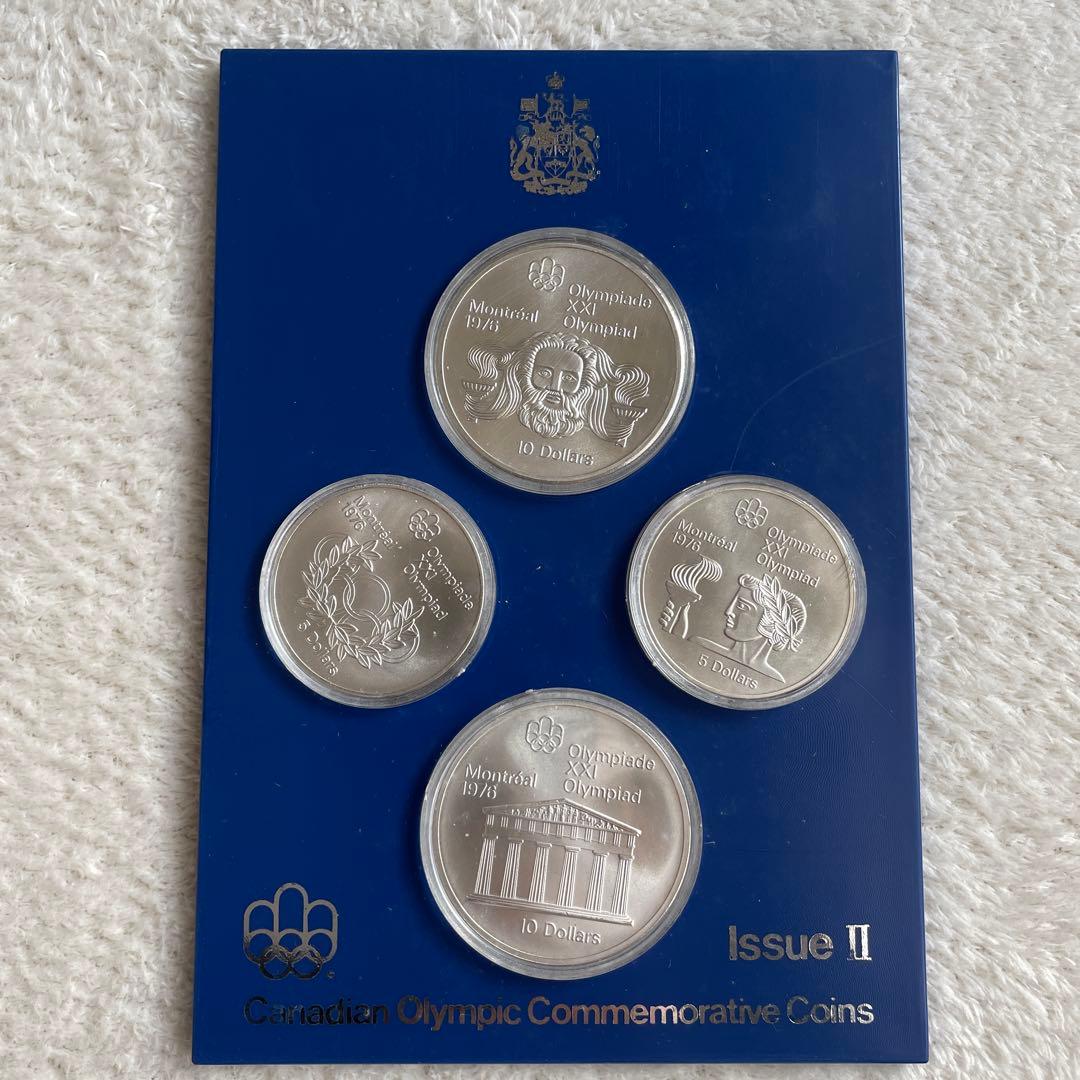 Olympiade
XXI
Olympiad
Montréal
1976
10 Dollars
Montréal
1976
Olympiade
XXI
Olympiad
5 Dollars
Montréal
1976
Olympiade
XXI
Olympiad
5 Dollars
Olympiade
XXI
Olympiad
Montréal
1976
10 Dollars
Issue II
Canadian Olympic Commemorative Coins